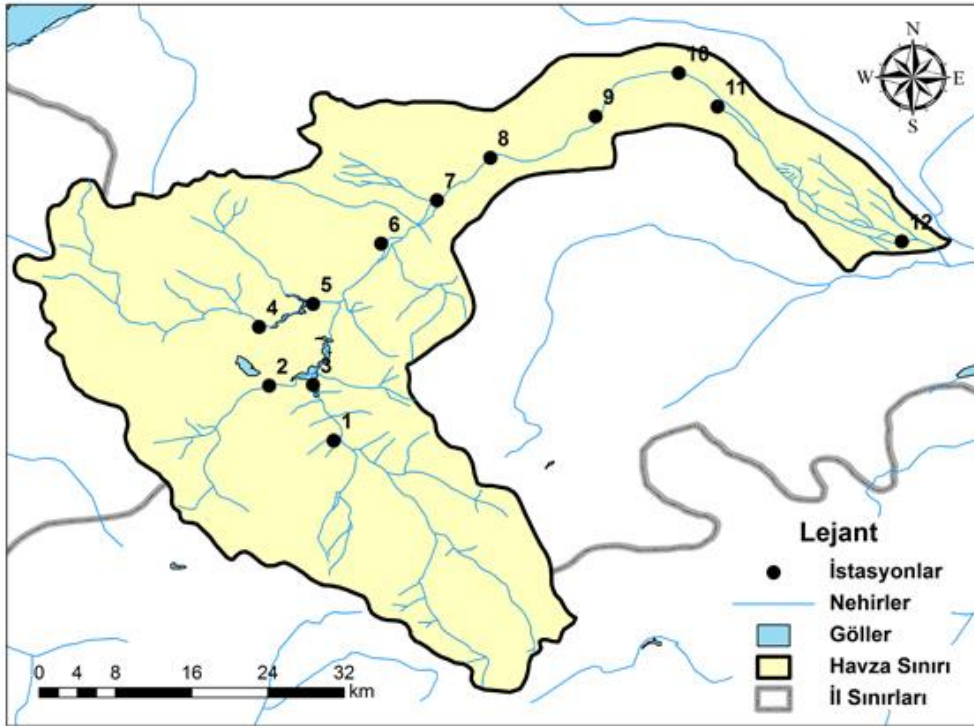 N
W E
S
10
11
9
8
7
6
12
5
4
2
3
1
Lejant
İstasyonlar
Nehirler
Göller
Havza Sınırı
İl Sınırları
0 4 8 16 24 32
km